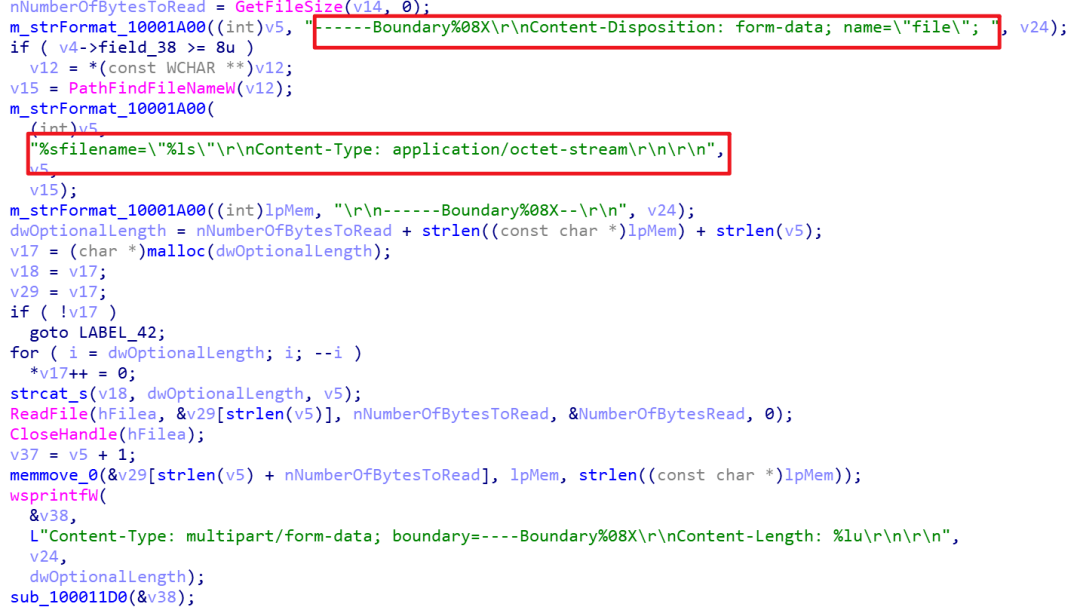 nNumberOfBytesToRead = GetFileSize(v14, 0);
m_strFormat_10001A00((int)v5, "------Boundary%08X\r\nContent-Disposition: form-data; name=\"file\"; ", v24);
if ( v4->field_38 >= 8u )
v12 = *(const WCHAR **)v12;
v15 = PathFindFileNameW(v12);
m_strFormat_10001A00(
(int)v5,
"%sfilename=\"%ls\"\r\nContent-Type: application/octet-stream\r\n\r\n",
v5,
v15);
m_strFormat_10001A00((int)lpMem, "\r\n------Boundary%08X--\r\n", v24);
dwOptionalLength = nNumberOfBytesToRead + strlen((const char *)lpMem) + strlen(v5);
v17 = (char *)malloc(dwOptionalLength);
v18 = v17;
v29 = v17;
if ( !v17 )
goto LABEL_42;
for ( i = dwOptionalLength; i; --i )
*v17++ = 0;
strcat_s(v18, dwOptionalLength, v5);
ReadFile(hFilea, &v29[strlen(v5)], nNumberOfBytesToRead, &NumberOfBytesRead, 0);
CloseHandle(hFilea);
v37 = v5 + 1;
memmove_0(&v29[strlen(v5) + nNumberOfBytesToRead], lpMem, strlen((const char *)lpMem));
wsprintfW(
&v38,
L"Content-Type: multipart/form-data; boundary=----Boundary%08X\r\nContent-Length: %lu\r\n\r\n",
v24,
dwOptionalLength);
sub_100011D0(&v38);